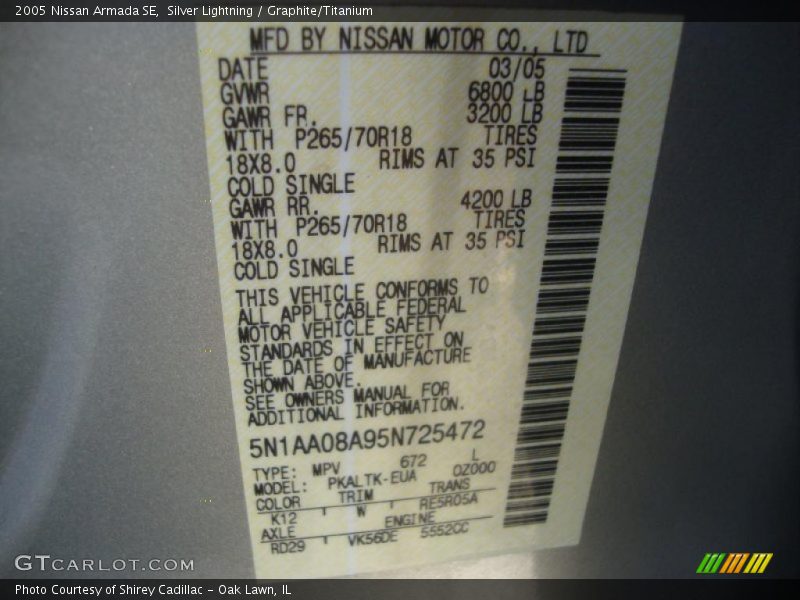 2005 Nissan Armada SE, Silver Lightning / Graphite/Titanium
MFD BY NISSAN MOTOR CO., LTD
DATE 03/05
GVWR 6800 LB
GAWR FR. 3200 LB
WITH P265/70R18 TIRES
18X8.0 RIMS AT 35 PSI
COLD SINGLE
GAWR RR. 4200 LB
WITH P265/70R18 TIRES
18X8.0 RIMS AT 35 PSI
COLD SINGLE
THIS VEHICLE CONFORMS TO
ALL APPLICABLE FEDERAL
MOTOR VEHICLE SAFETY
STANDARDS IN EFFECT ON
THE DATE OF MANUFACTURE
SHOWN ABOVE.
SEE OWNERS MANUAL FOR
ADDITIONAL INFORMATION.
5N1AA08A95N725472
TYPE: MPV 672 L
MODEL: PKALTK-EUA 0Z000
COLOR TRIM TRANS
K12 W RE5R05A
AXLE ENGINE
RD29 VK56DE 5552CC
GTCARLOT.COM
Photo Courtesy of Shirey Cadillac - Oak Lawn, IL